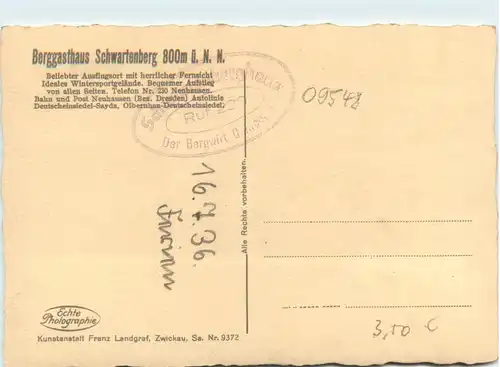 Berggasthaus Schwartenberg 800m ü. N. N.
Beliebter Ausflugsort mit herrlicher Fernsicht
Ideales Wintersportgelände. Bequemer Aufstieg
von allen Seiten. Telefon Nr. 230 Neuhausen.
Bahn und Post Neuhausen (Bez. Dresden) Autolinie
Deutscheinsiedel-Sayda, Olbernhau-Deutscheinsiedel.
Ruf 230
Der Bergwirt
09548
16.7.36.
Alle Rechte vorbehalten.
Echte
Photographie
Kunstanstalt Franz Landgraf, Zwickau, Sa. Nr. 9372
3,50 €